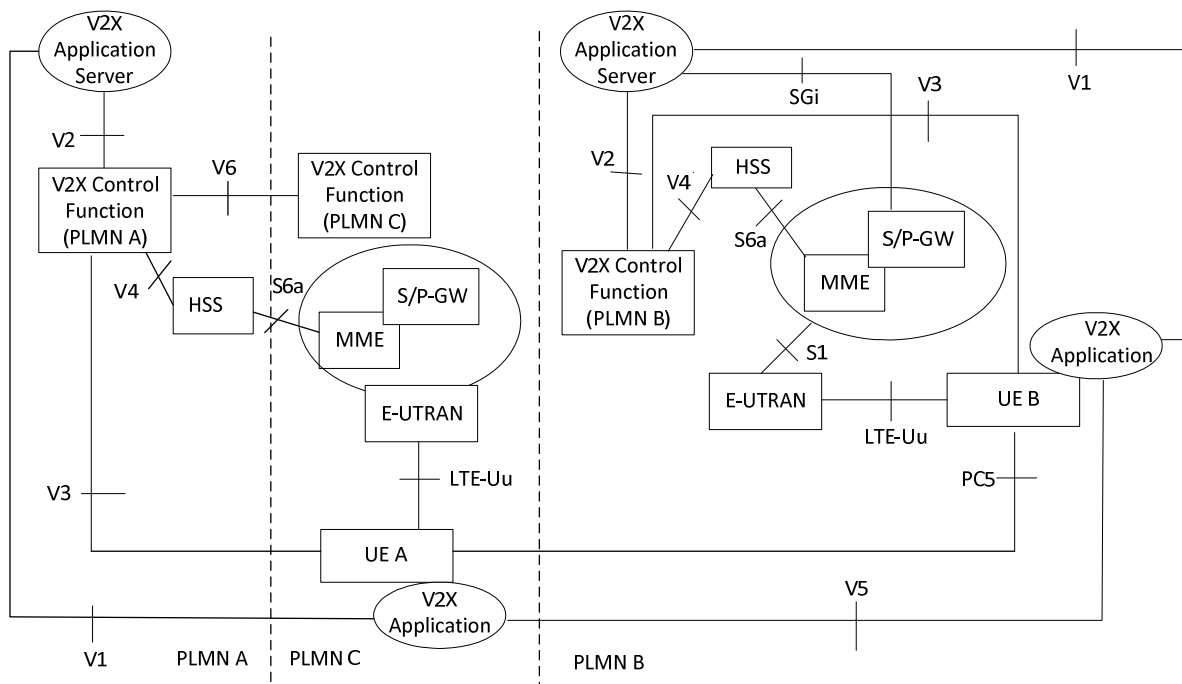 V2X
Application
Server
V2
V2X Control
Function
(PLMN A)
V6
V2X Control
Function
(PLMN C)
V4
HSS
S6a
S/P-GW
MME
E-UTRAN
LTE-Uu
V3
UE A
V2X
Application
V1
PLMN A
PLMN C
V2X
Application
Server
V1
SGi
V3
V2
HSS
V4
S6a
S/P-GW
MME
V2X Control
Function
(PLMN B)
S1
V2X
Application
E-UTRAN
UE B
LTE-Uu
PC5
V5
PLMN B